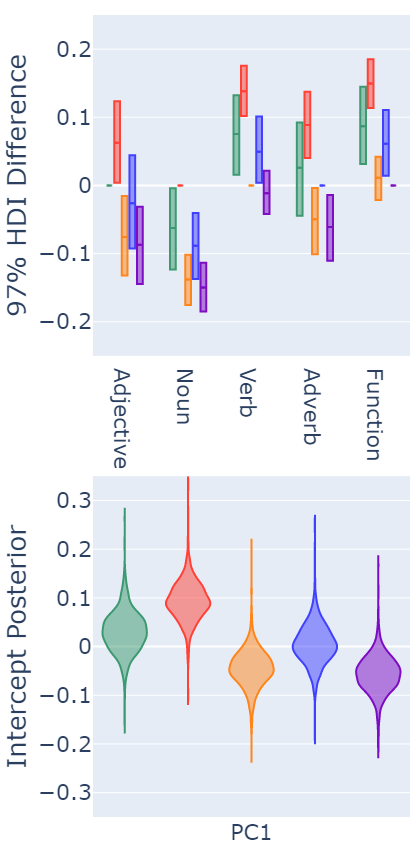 97% HDI Difference
0.2
0.1
0
−0.1
−0.2
Adjective
Noun
Verb
Adverb
Function
Intercept Posterior
0.3
0.2
0.1
0
−0.1
−0.2
−0.3
PC1